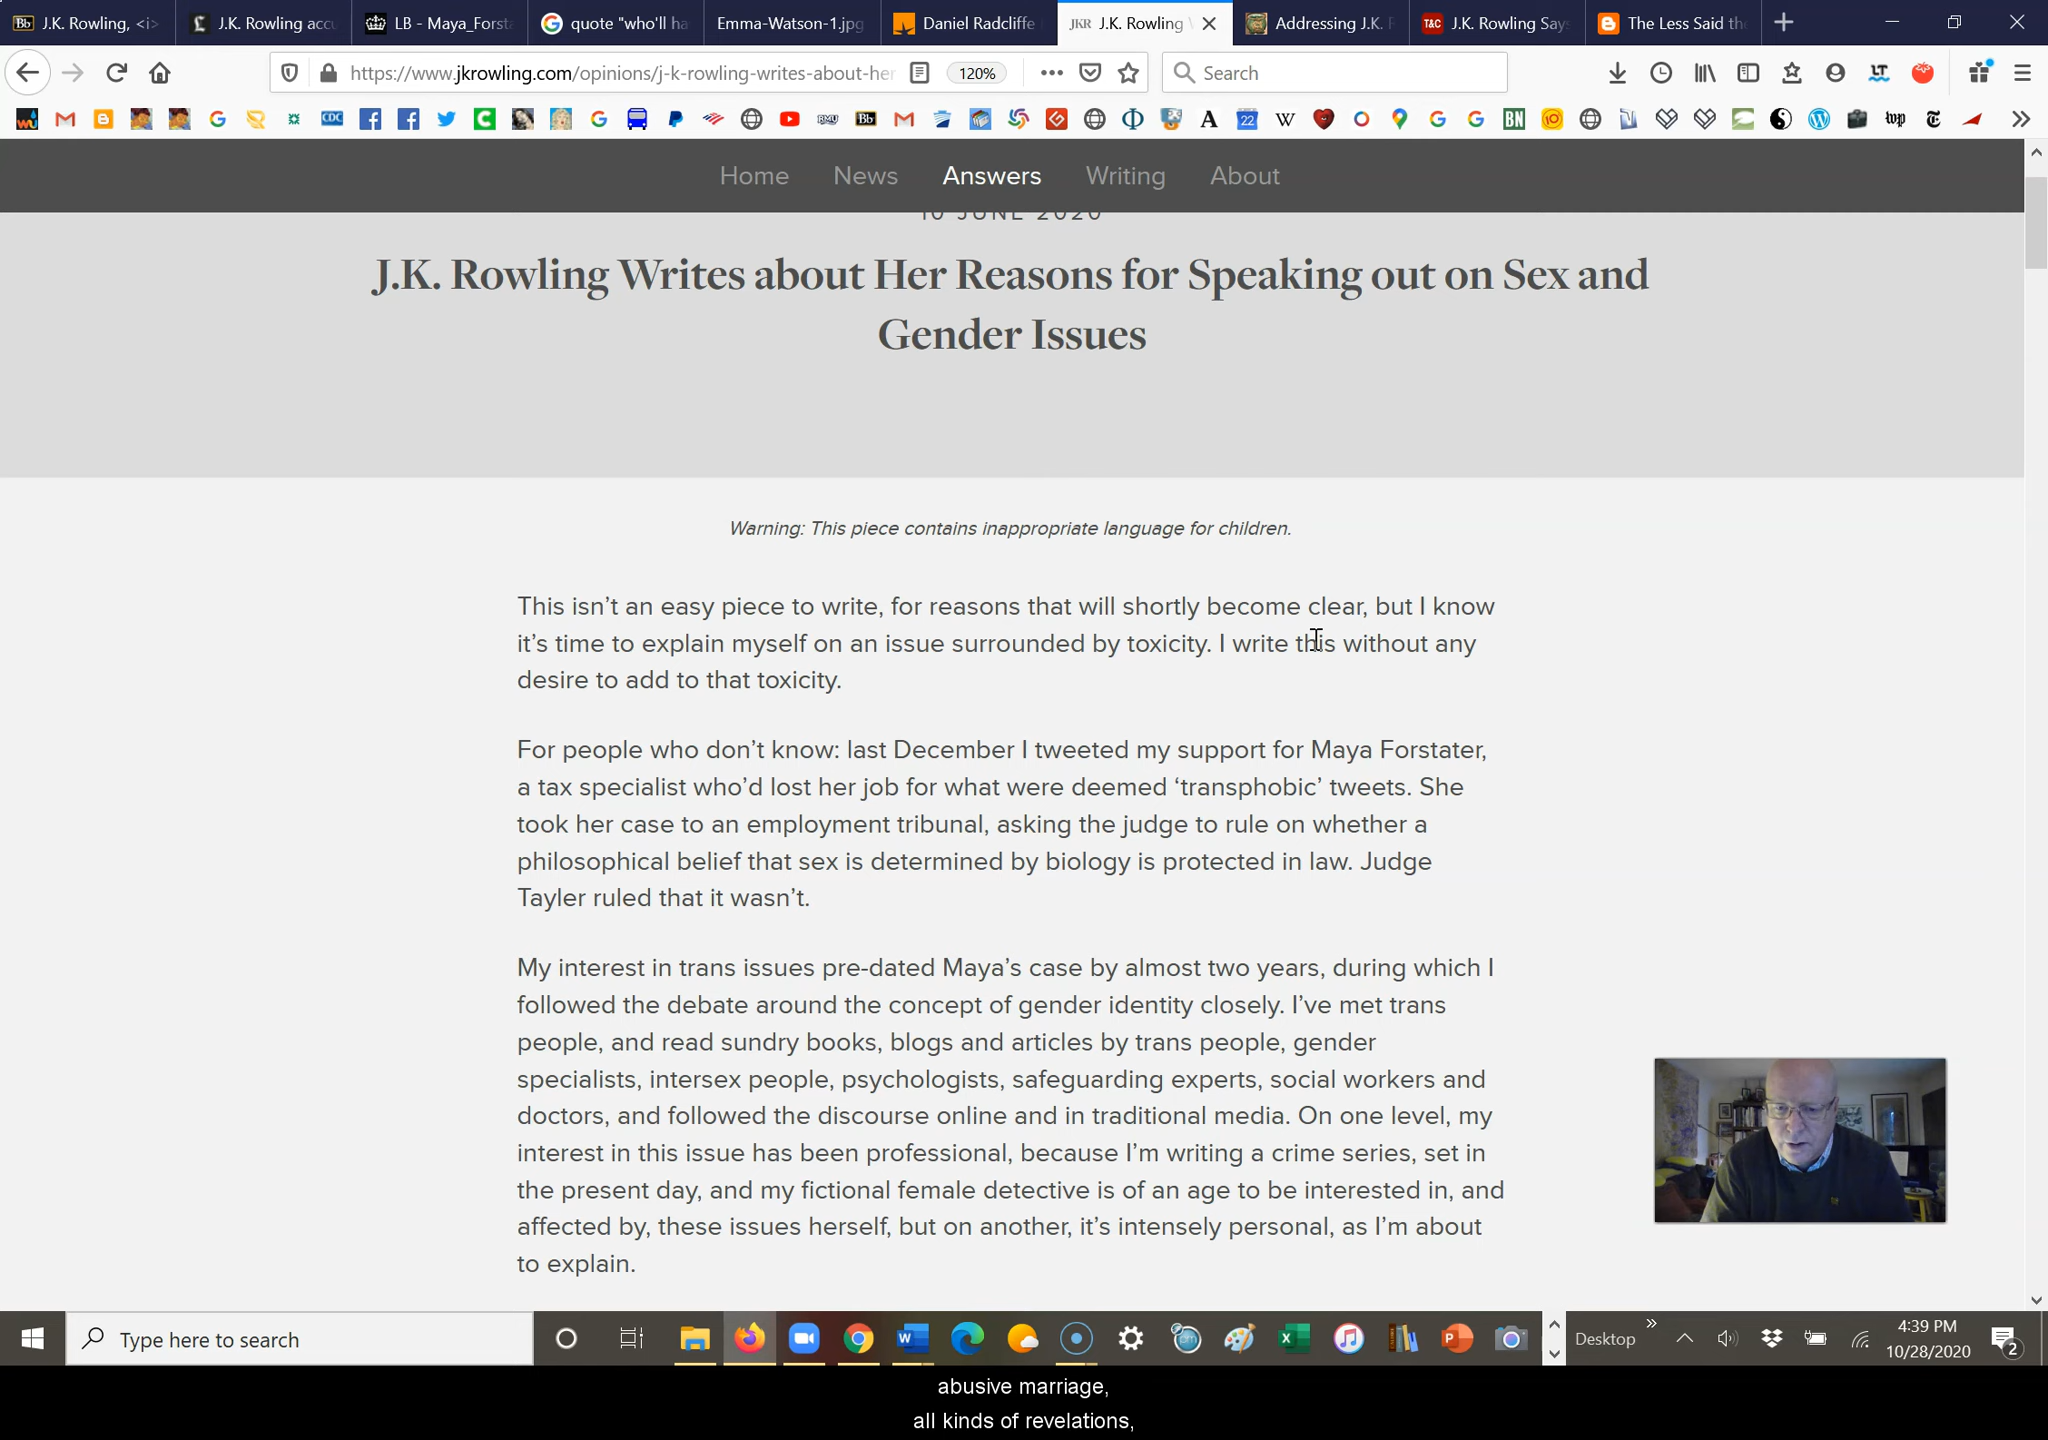 J.K. Rowling, <i>
J.K. Rowling accu
LB - Maya_Forsta
quote "who'll ha
Emma-Watson-1.jpg
Daniel Radcliffe
JKR J.K. Rowling
Addressing J.K. R
T&C J.K. Rowling Say
The Less Said the
https://www.jkrowling.com/opinions/j-k-rowling-writes-about-her
120%
Search
Home News Answers Writing About
10 JUNE 2020
J.K. Rowling Writes about Her Reasons for Speaking out on Sex and
Gender Issues
Warning: This piece contains inappropriate language for children.
This isn't an easy piece to write, for reasons that will shortly become clear, but I know
it's time to explain myself on an issue surrounded by toxicity. I write this without any
desire to add to that toxicity.
For people who don't know: last December I tweeted my support for Maya Forstater,
a tax specialist who'd lost her job for what were deemed ‘transphobic’ tweets. She
took her case to an employment tribunal, asking the judge to rule on whether a
philosophical belief that sex is determined by biology is protected in law. Judge
Tayler ruled that it wasn't.
My interest in trans issues pre-dated Maya's case by almost two years, during which I
followed the debate around the concept of gender identity closely. I've met trans
people, and read sundry books, blogs and articles by trans people, gender
specialists, intersex people, psychologists, safeguarding experts, social workers and
doctors, and followed the discourse online and in traditional media. On one level, my
interest in this issue has been professional, because I'm writing a crime series, set in
the present day, and my fictional female detective is of an age to be interested in, and
affected by, these issues herself, but on another, it's intensely personal, as I'm about
to explain.
Type here to search
Desktop
4:39 PM
10/28/2020
2
abusive marriage,
all kinds of revelations,